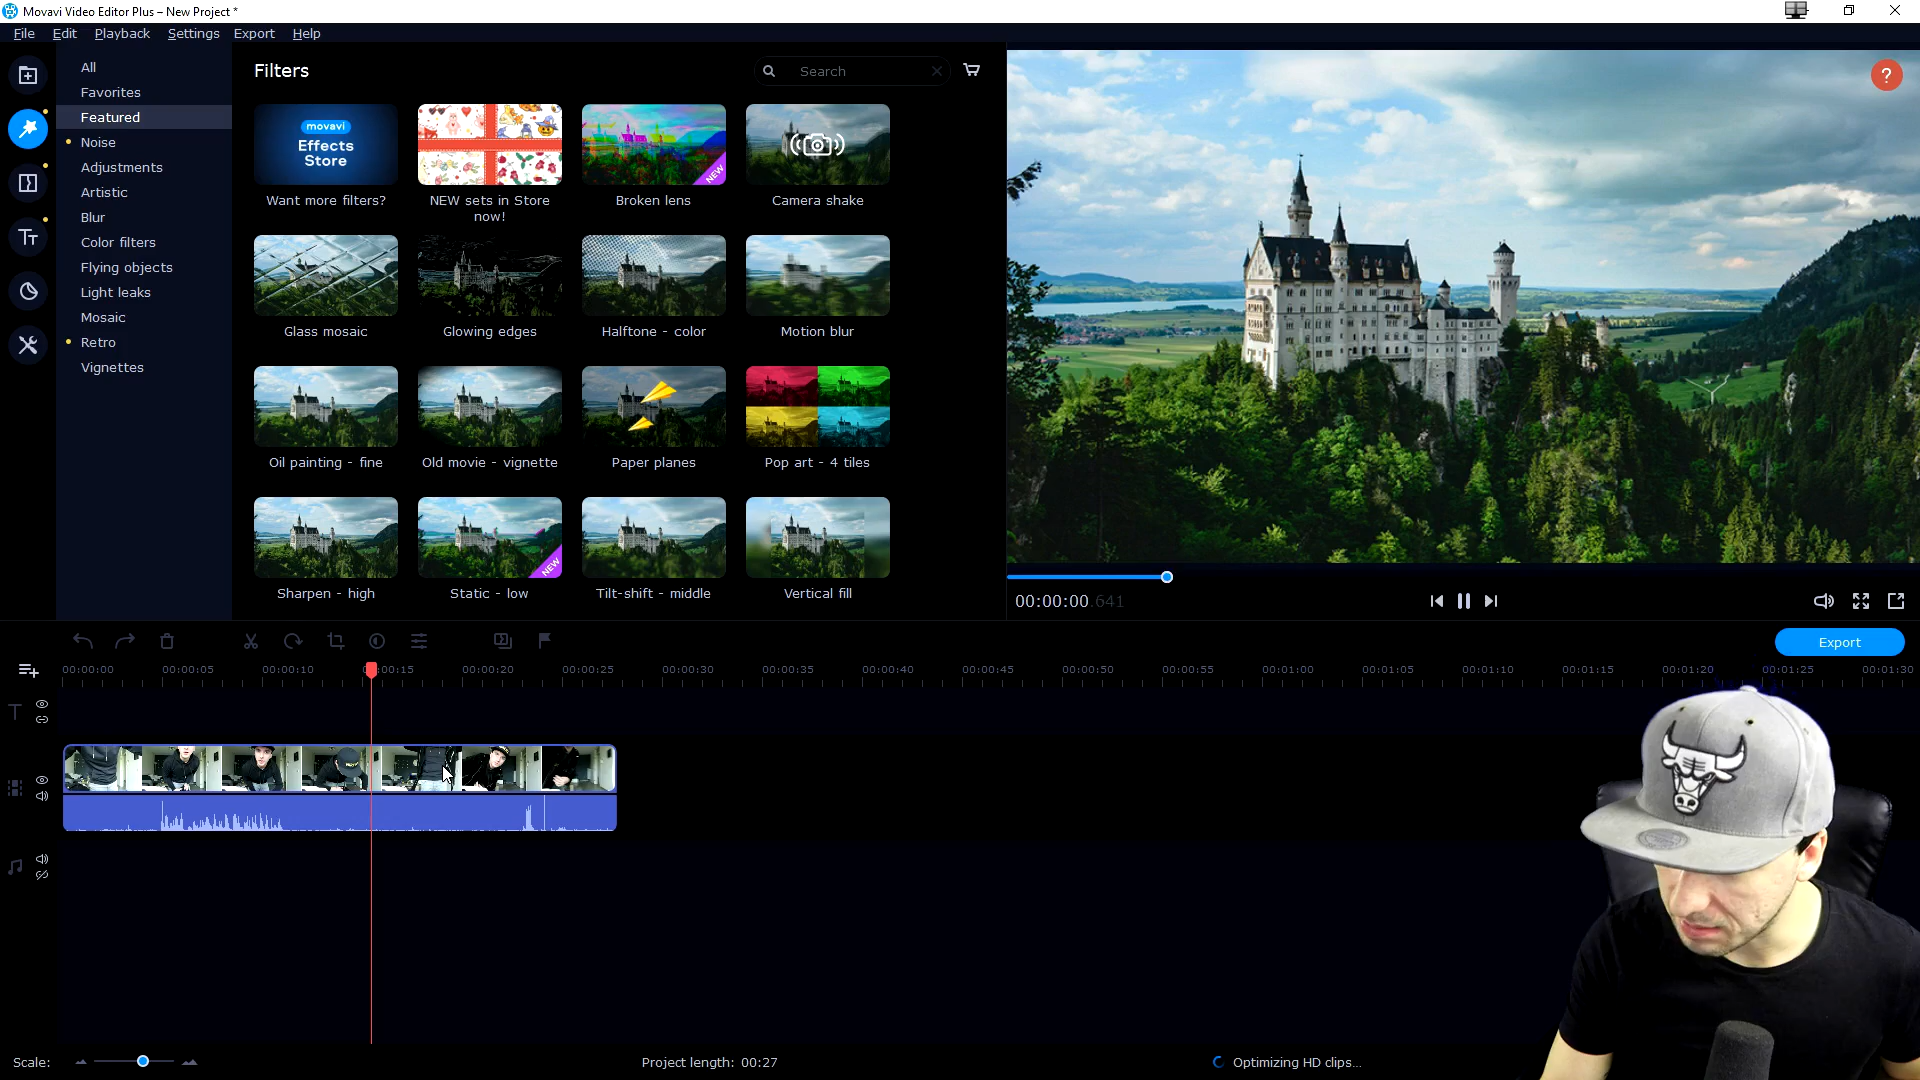 Movavi Video Editor Plus – New Project *
File Edit Playback Settings Export Help
All
Favorites
Featured
Noise
Adjustments
Artistic
Blur
Color filters
Flying objects
Light leaks
Mosaic
Retro
Vignettes
Filters
Search
movavi
Effects
Store
NEW
Want more filters?
NEW sets in Store
now!
Broken lens
Camera shake
Glass mosaic
Glowing edges
Halftone - color
Motion blur
Oil painting - fine
Old movie - vignette
Paper planes
Pop art - 4 tiles
NEW
Sharpen - high
Static - low
Tilt-shift - middle
Vertical fill
?
00:00:00.641
Export
00:00:00 00:00:05 00:00:10 00:00:15 00:00:20 00:00:25 00:00:30 00:00:35 00:00:40 00:00:45 00:00:50 00:00:55 00:01:00 00:01:05 00:01:10 00:01:15 00:01:20 00:01:25 00:01:30
Scale:
Project length: 00:27
Optimizing HD clips...